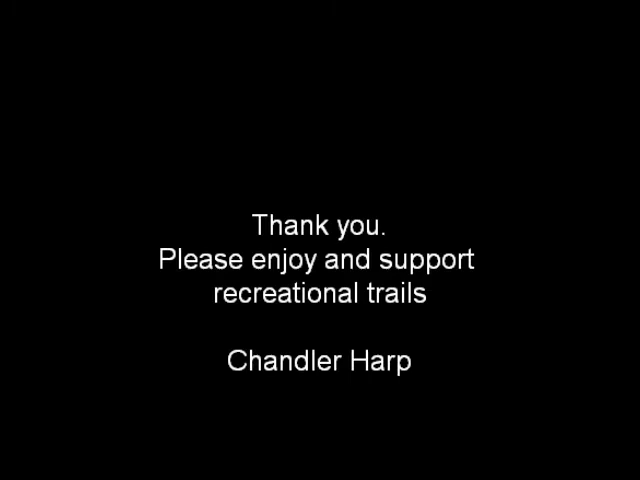 Thank you.
Please enjoy and support
recreational trails
Chandler Harp